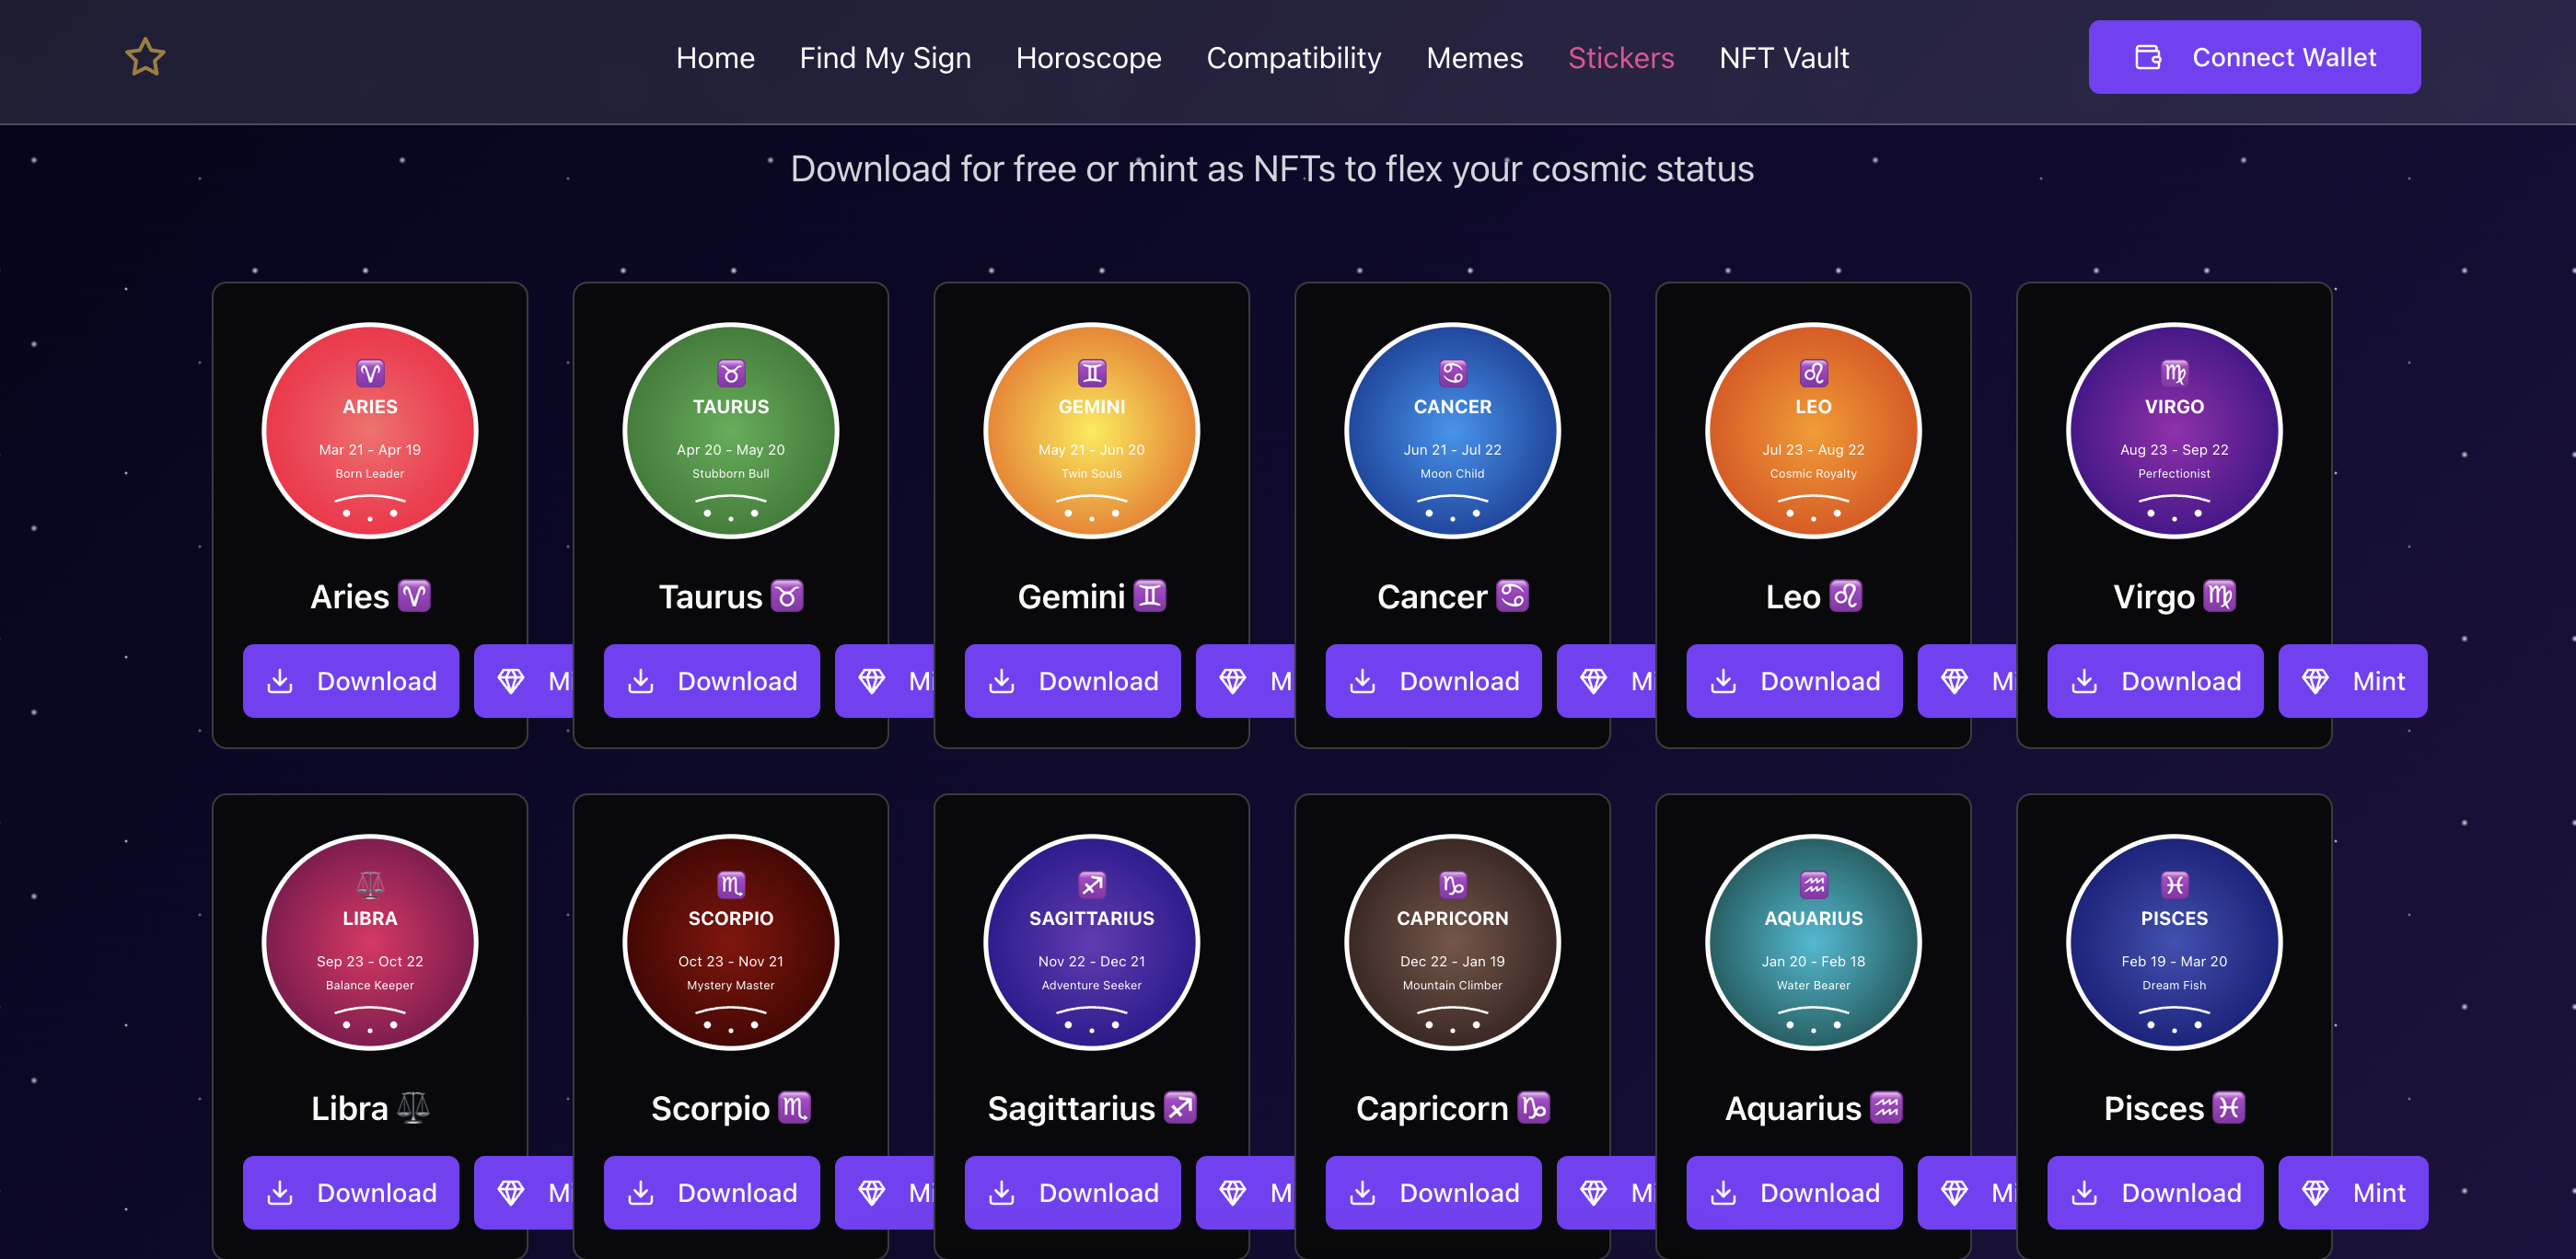 Home Find My Sign Horoscope Compatibility Memes Stickers NFT Vault Connect Wallet
Download for free or mint as NFTs to flex your cosmic status
♈ ♉ ♊ ♋ ♌ ♍
ARIES TAURUS GEMINI CANCER LEO VIRGO
Mar 21 - Apr 19 Apr 20 - May 20 May 21 - Jun 20 Jun 21 - Jul 22 Jul 23 - Aug 22 Aug 23 - Sep 22
Born Leader Stubborn Bull Twin Souls Moon Child Cosmic Royalty Perfectionist
Aries ♈ Taurus ♉ Gemini ♊ Cancer ♋ Leo ♌ Virgo ♍
Download Mi Download Mi Download M Download Mi Download M Download Mint
⚖ ♏ ♐ ♑ ♒ ♓
LIBRA SCORPIO SAGITTARIUS CAPRICORN AQUARIUS PISCES
Sep 23 - Oct 22 Oct 23 - Nov 21 Nov 22 - Dec 21 Dec 22 - Jan 19 Jan 20 - Feb 18 Feb 19 - Mar 20
Balance Keeper Mystery Master Adventure Seeker Mountain Climber Water Bearer Dream Fish
Libra ⚖ Scorpio ♏ Sagittarius ♐ Capricorn ♑ Aquarius ♒ Pisces ♓
Download Mi Download Mi Download M Download Mi Download Mi Download Mint